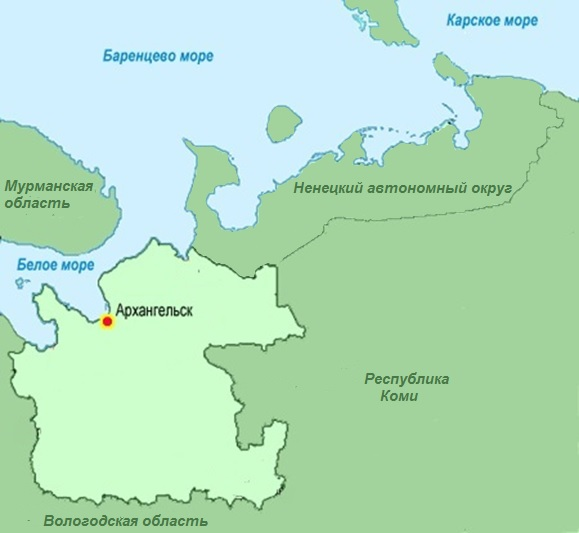 Карское море
Баренцево море
Мурманская
область
Ненецкий автономный округ
Белое море
Архангельск
Республика
Коми
Вологодская область